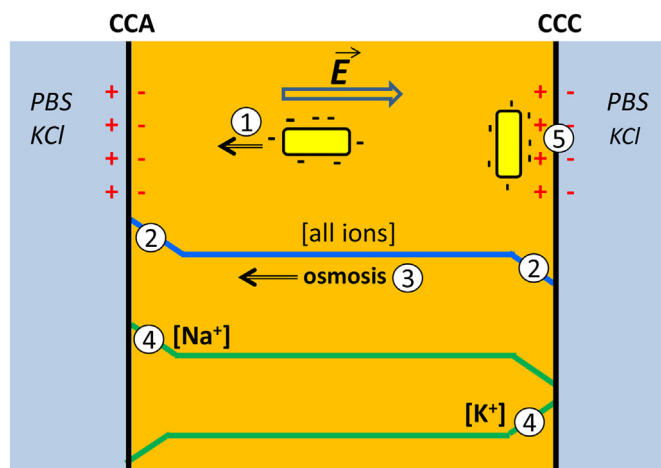 CCA CCC
E
PBS
KCl
PBS
KCl
+ - + -
+ - + -
+ - + -
+ - + -
1
5
[all ions]
2
2
osmosis 3
4 [Na⁺]
[K⁺] 4